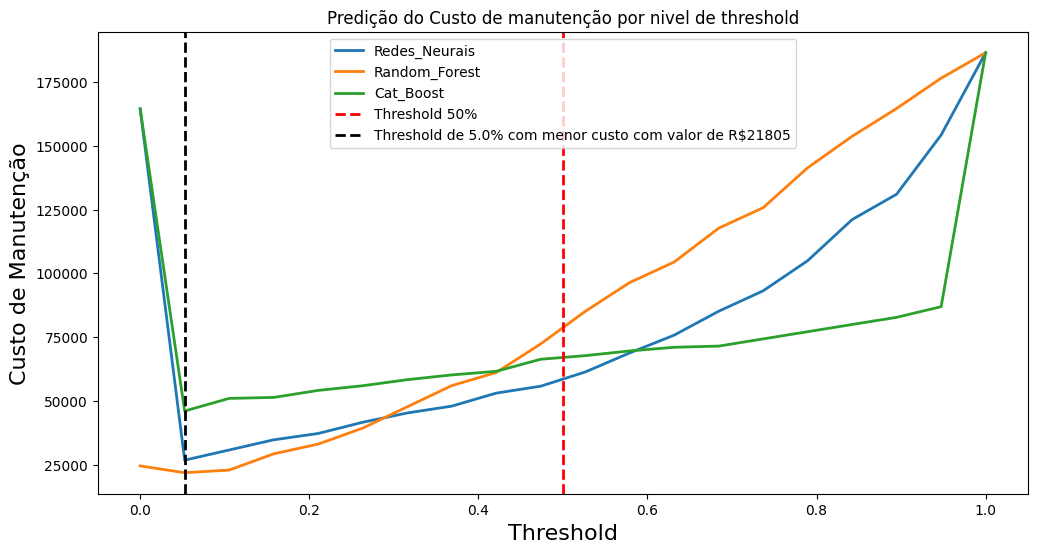 Predição do Custo de manutenção por nivel de threshold
Redes_Neurais
Random_Forest
Cat_Boost
Threshold 50%
Threshold de 5.0% com menor custo com valor de R$21805
Custo de Manutenção
175000
150000
125000
100000
75000
50000
25000
0.0
0.2
0.4
0.6
0.8
1.0
Threshold